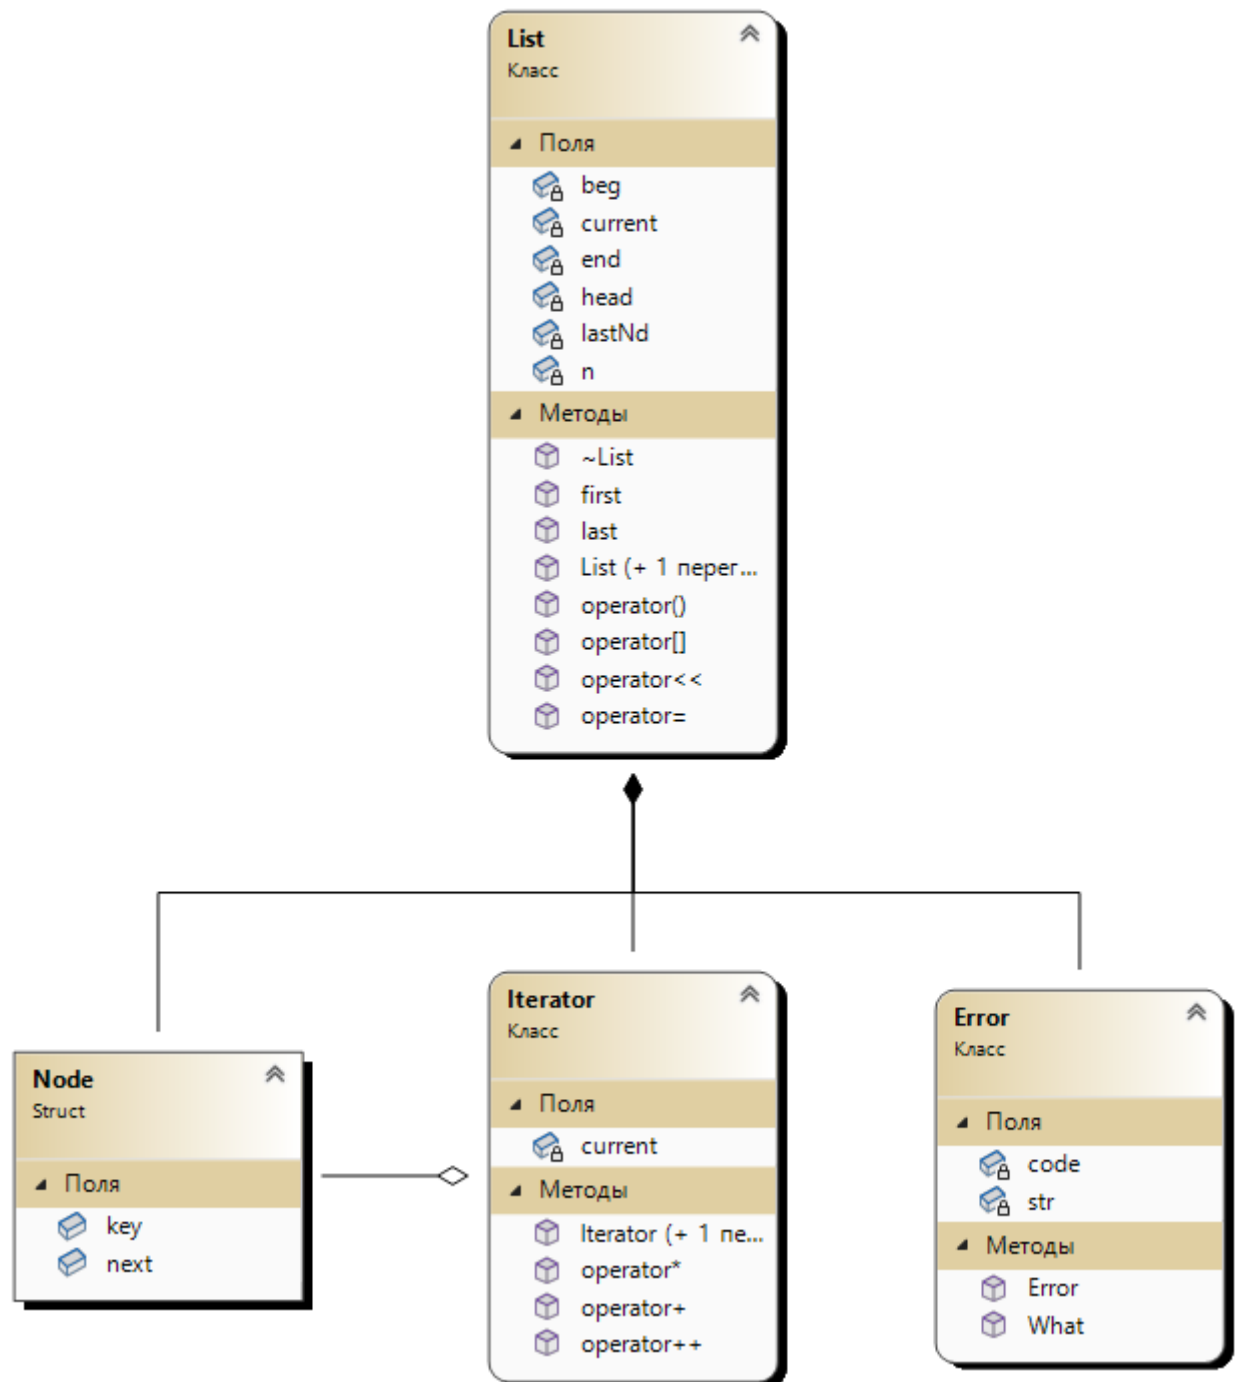 List
Класс
Поля
beg
current
end
head
lastNd
n
Методы
~List
first
last
List (+ 1 перег...
operator()
operator[]
operator<<
operator=
Node
Struct
Поля
key
next
Iterator
Класс
Поля
current
Методы
Iterator (+ 1 пе...
operator*
operator+
operator++
Error
Класс
Поля
code
str
Методы
Error
What